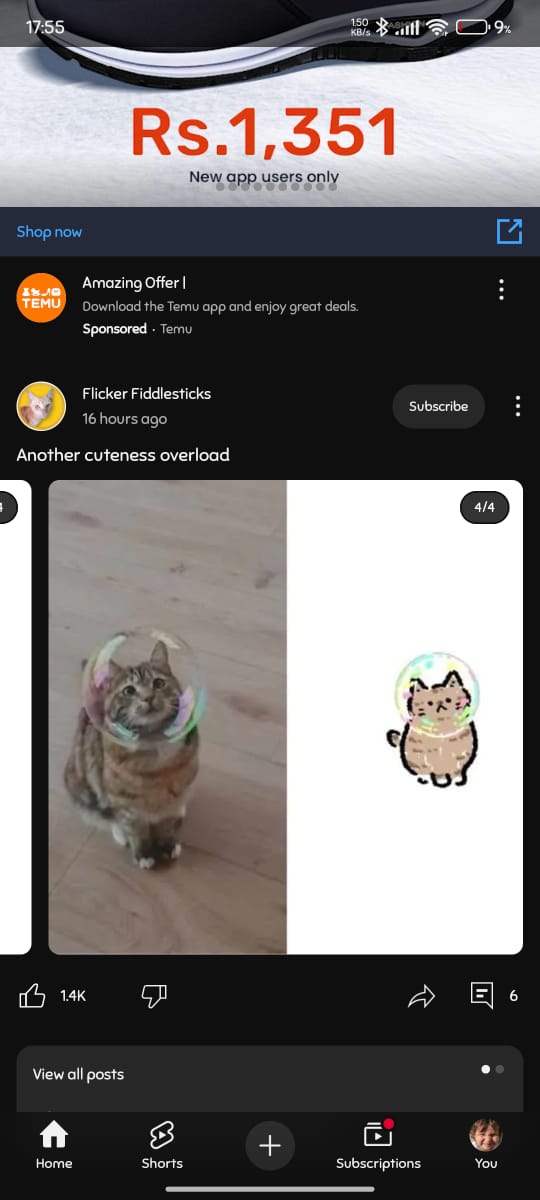 17:55
1.50
KB/s
9%
Rs.1,351
New app users only
Shop now
TEMU
Amazing Offer |
Download the Temu app and enjoy great deals.
Sponsored · Temu
Flicker Fiddlesticks
16 hours ago
Subscribe
Another cuteness overload
4/4
1.4K
6
View all posts
Home
Shorts
Subscriptions
You